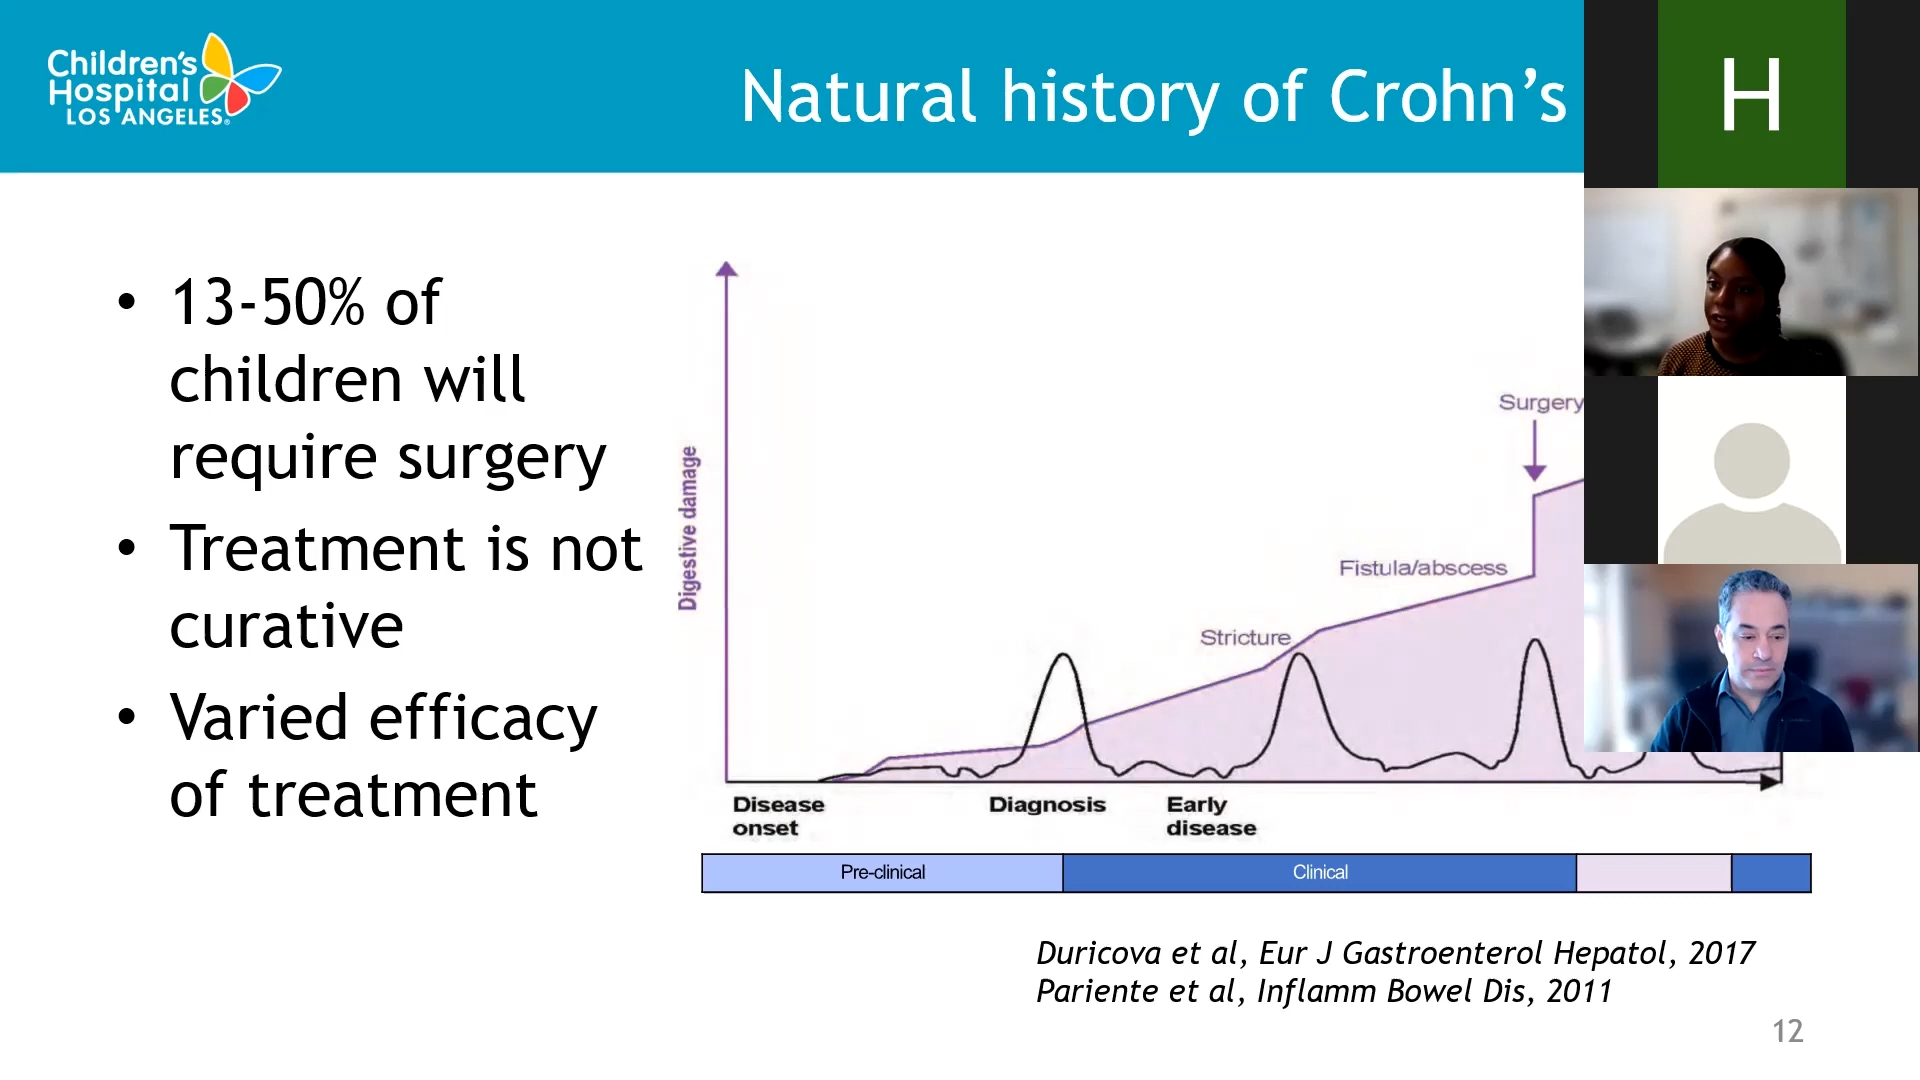 Children's
Hospital
LOS ANGELES®
Natural history of Crohn's
H
• 13-50% of
children will
require surgery
• Treatment is not
curative
• Varied efficacy
of treatment
Digestive damage
Surgery
Fistula/abscess
Stricture
Disease
onset
Diagnosis
Early
disease
Pre-clinical
Clinical
Duricova et al, Eur J Gastroenterol Hepatol, 2017
Pariente et al, Inflamm Bowel Dis, 2011
12